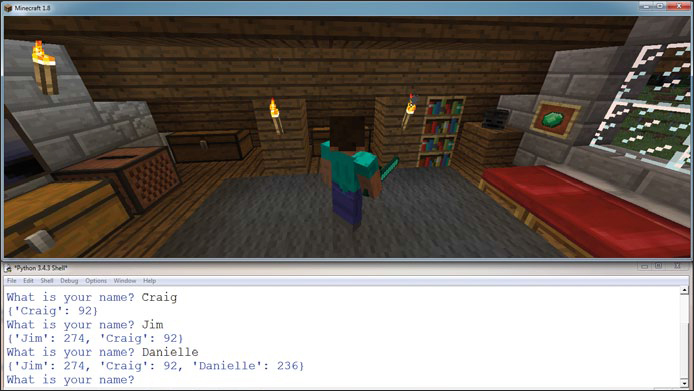 Minecraft 1.8
*Python 3.4.3 Shell*
File Edit Shell Debug Options Window Help
What is your name? Craig
{'Craig': 92}
What is your name? Jim
{'Jim': 274, 'Craig': 92}
What is your name? Danielle
{'Jim': 274, 'Craig': 92, 'Danielle': 236}
What is your name?